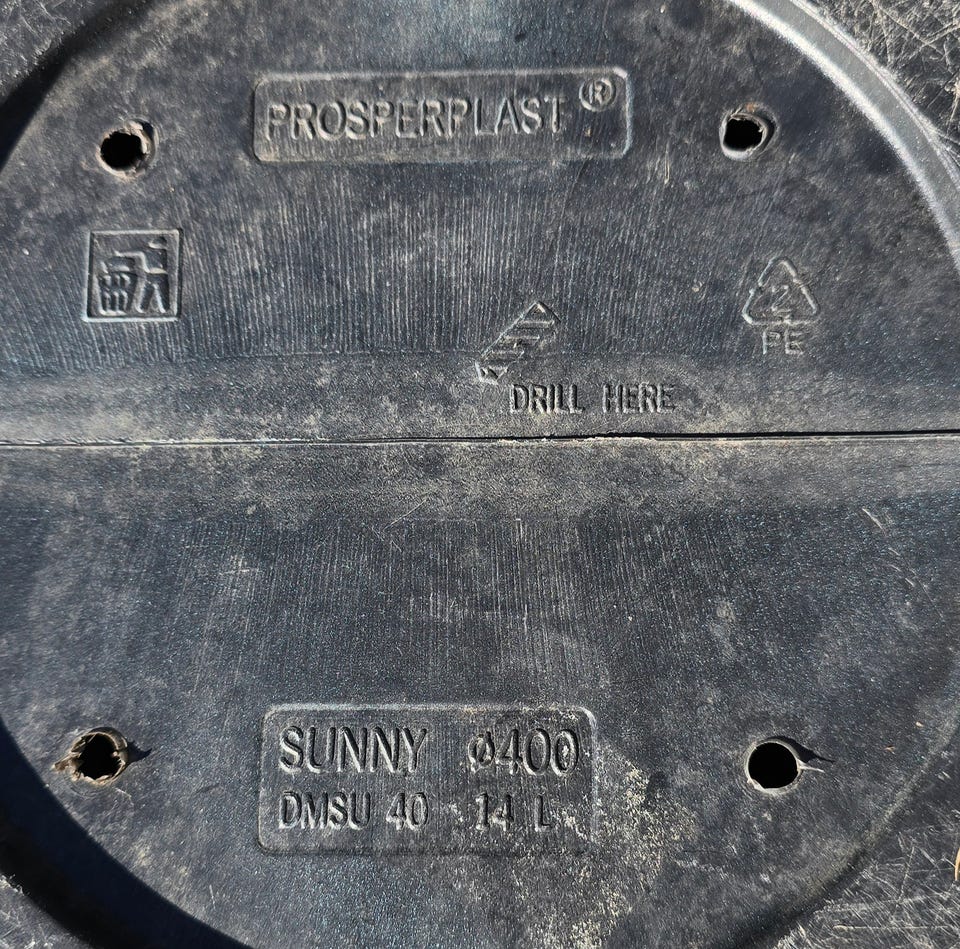 PROSPERPLAST ®
2
PE
DRILL HERE
SUNNY ø400
DMSU 40 14 L